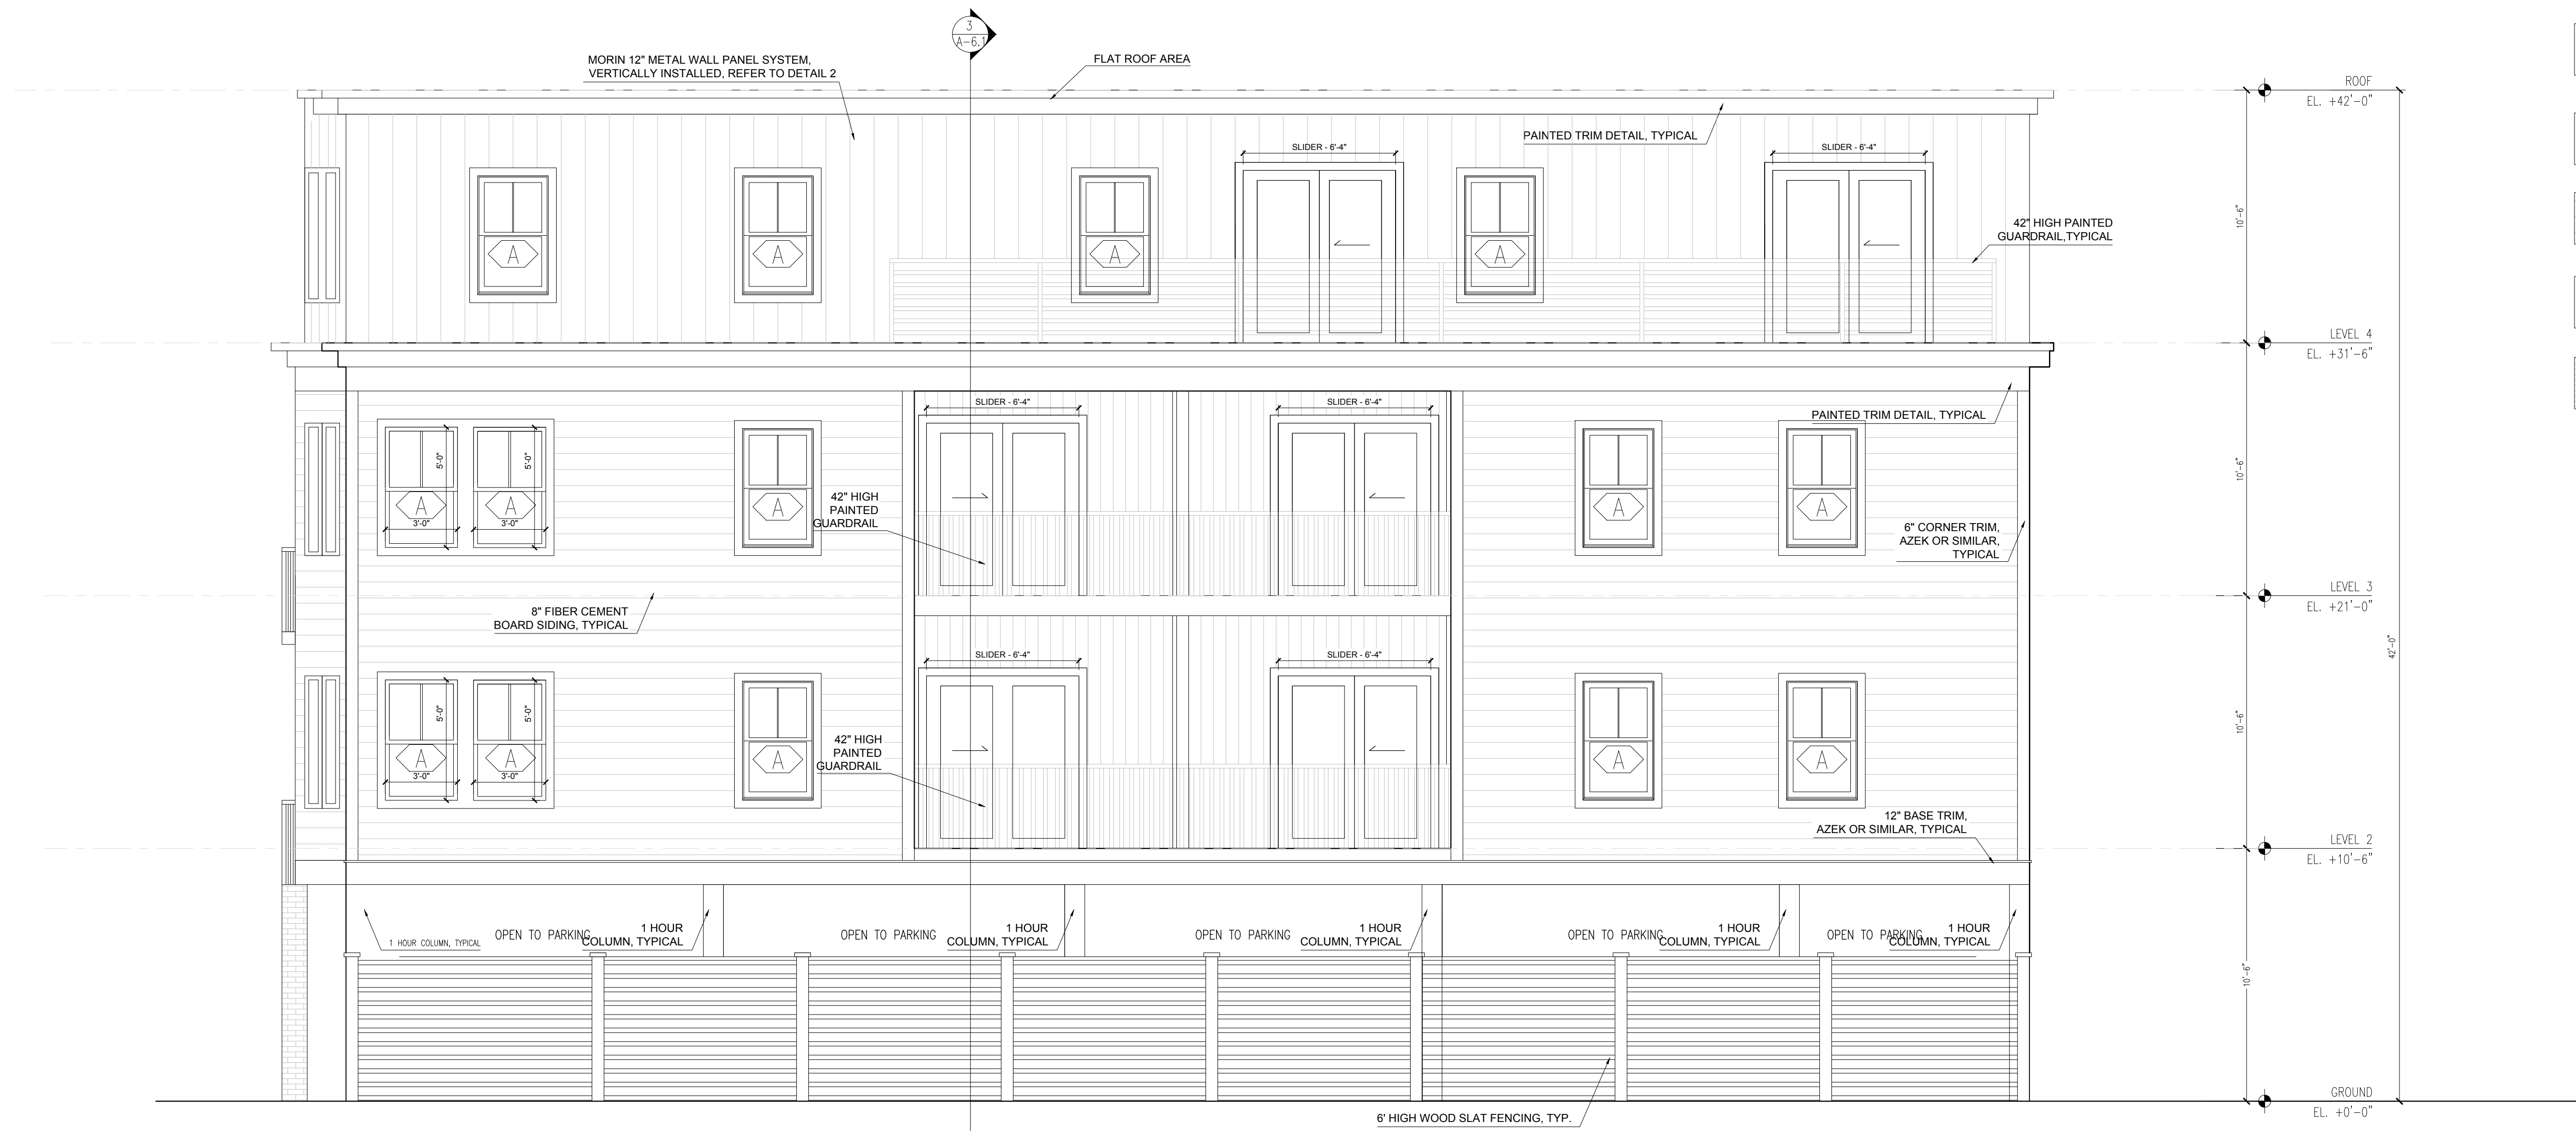 3
A-6.1
MORIN 12" METAL WALL PANEL SYSTEM,
VERTICALLY INSTALLED, REFER TO DETAIL 2
FLAT ROOF AREA
ROOF
EL. +42'-0"
PAINTED TRIM DETAIL, TYPICAL
SLIDER - 6'-4"
SLIDER - 6'-4"
42" HIGH PAINTED
GUARDRAIL,TYPICAL
10'-6"
A
A
A
A
LEVEL 4
EL. +31'-6"
SLIDER - 6'-4"
SLIDER - 6'-4"
PAINTED TRIM DETAIL, TYPICAL
5'-0"
5'-0"
10'-6"
A
A
A
A
A
3'-0"
3'-0"
42" HIGH
PAINTED
GUARDRAIL
6" CORNER TRIM,
AZEK OR SIMILAR,
TYPICAL
LEVEL 3
EL. +21'-0"
8" FIBER CEMENT
BOARD SIDING, TYPICAL
42'-0"
SLIDER - 6'-4"
SLIDER - 6'-4"
5'-0"
5'-0"
10'-6"
A
A
A
A
A
3'-0"
3'-0"
42" HIGH
PAINTED
GUARDRAIL
12" BASE TRIM,
AZEK OR SIMILAR, TYPICAL
LEVEL 2
EL. +10'-6"
1 HOUR COLUMN, TYPICAL
OPEN TO PARKING
1 HOUR
COLUMN, TYPICAL
OPEN TO PARKING
1 HOUR
COLUMN, TYPICAL
OPEN TO PARKING
1 HOUR
COLUMN, TYPICAL
OPEN TO PARKING
1 HOUR
COLUMN, TYPICAL
OPEN TO PARKING
1 HOUR
COLUMN, TYPICAL
10'-6"
6' HIGH WOOD SLAT FENCING, TYP.
GROUND
EL. +0'-0"